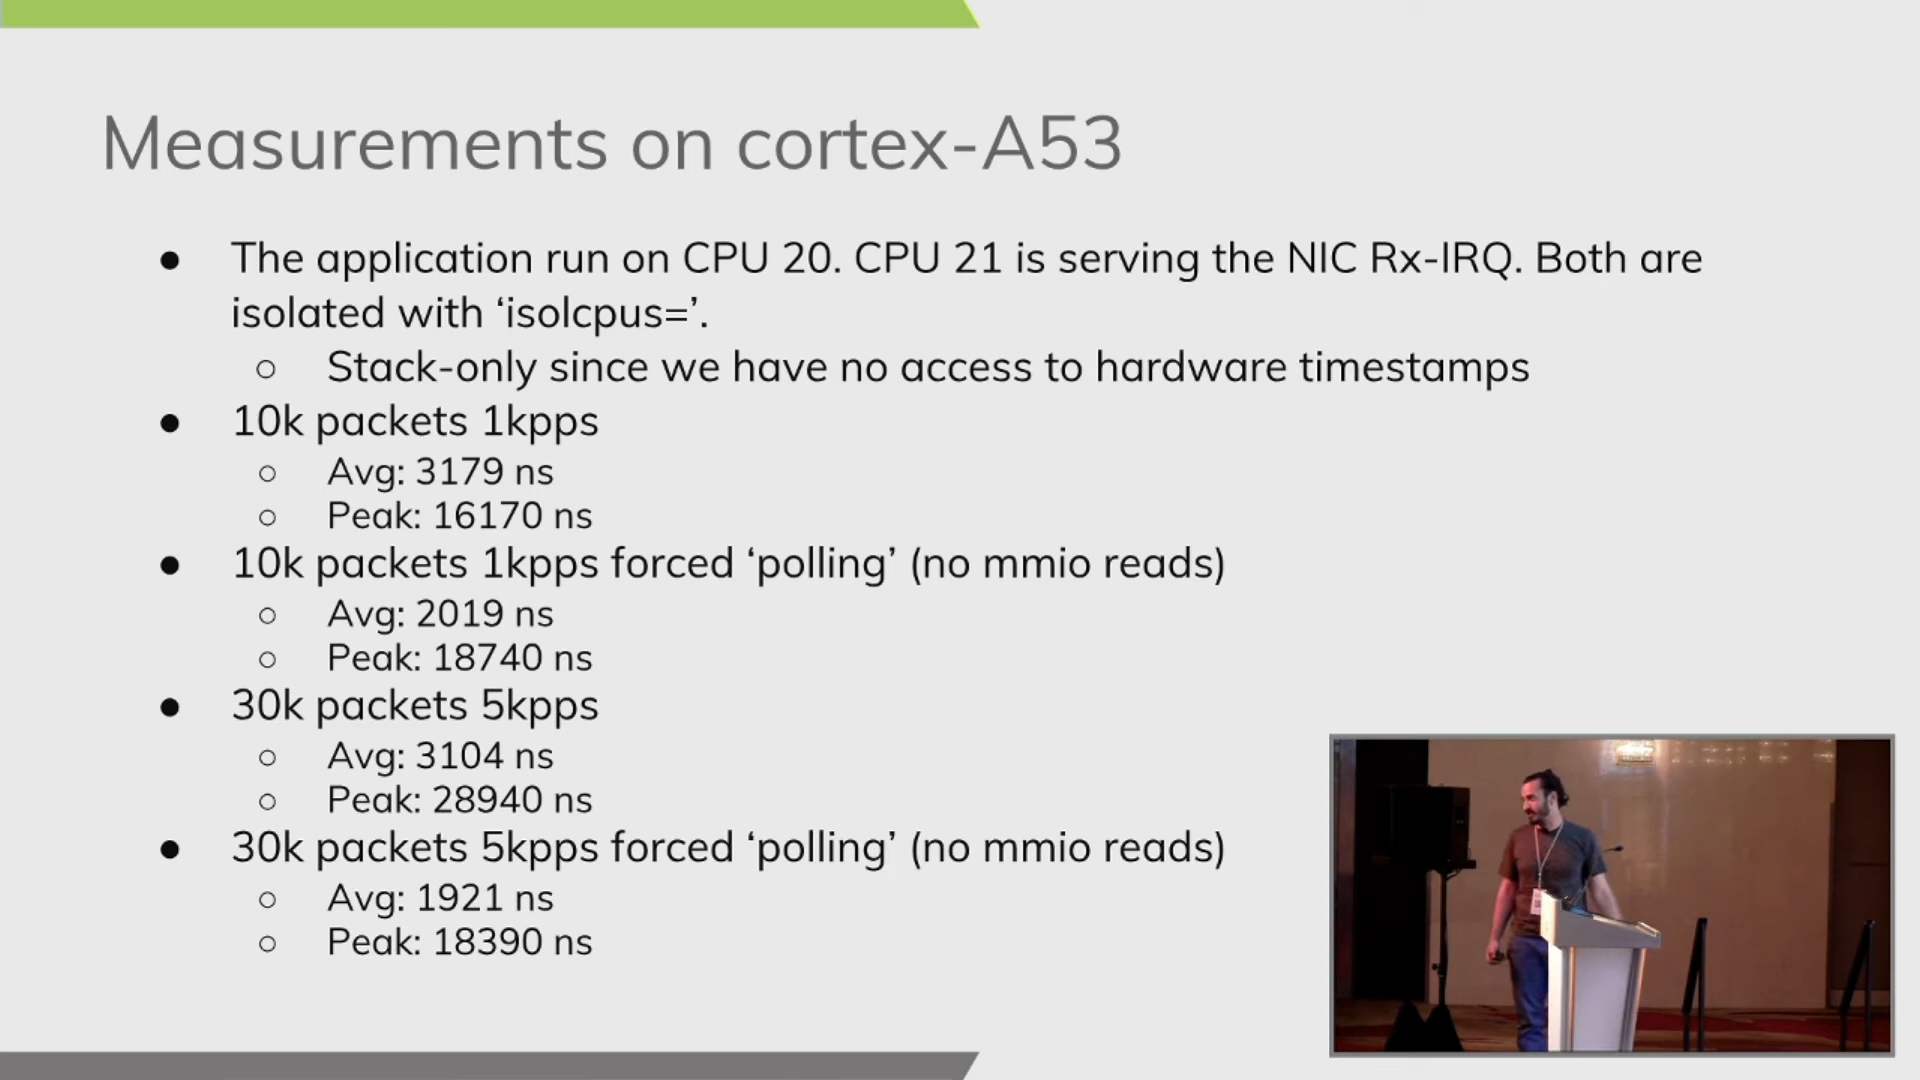 Measurements on cortex-A53
● The application run on CPU 20. CPU 21 is serving the NIC Rx-IRQ. Both are
isolated with ‘isolcpus=’.
○ Stack-only since we have no access to hardware timestamps
● 10k packets 1kpps
○ Avg: 3179 ns
○ Peak: 16170 ns
● 10k packets 1kpps forced ‘polling’ (no mmio reads)
○ Avg: 2019 ns
○ Peak: 18740 ns
● 30k packets 5kpps
○ Avg: 3104 ns
○ Peak: 28940 ns
● 30k packets 5kpps forced ‘polling’ (no mmio reads)
○ Avg: 1921 ns
○ Peak: 18390 ns